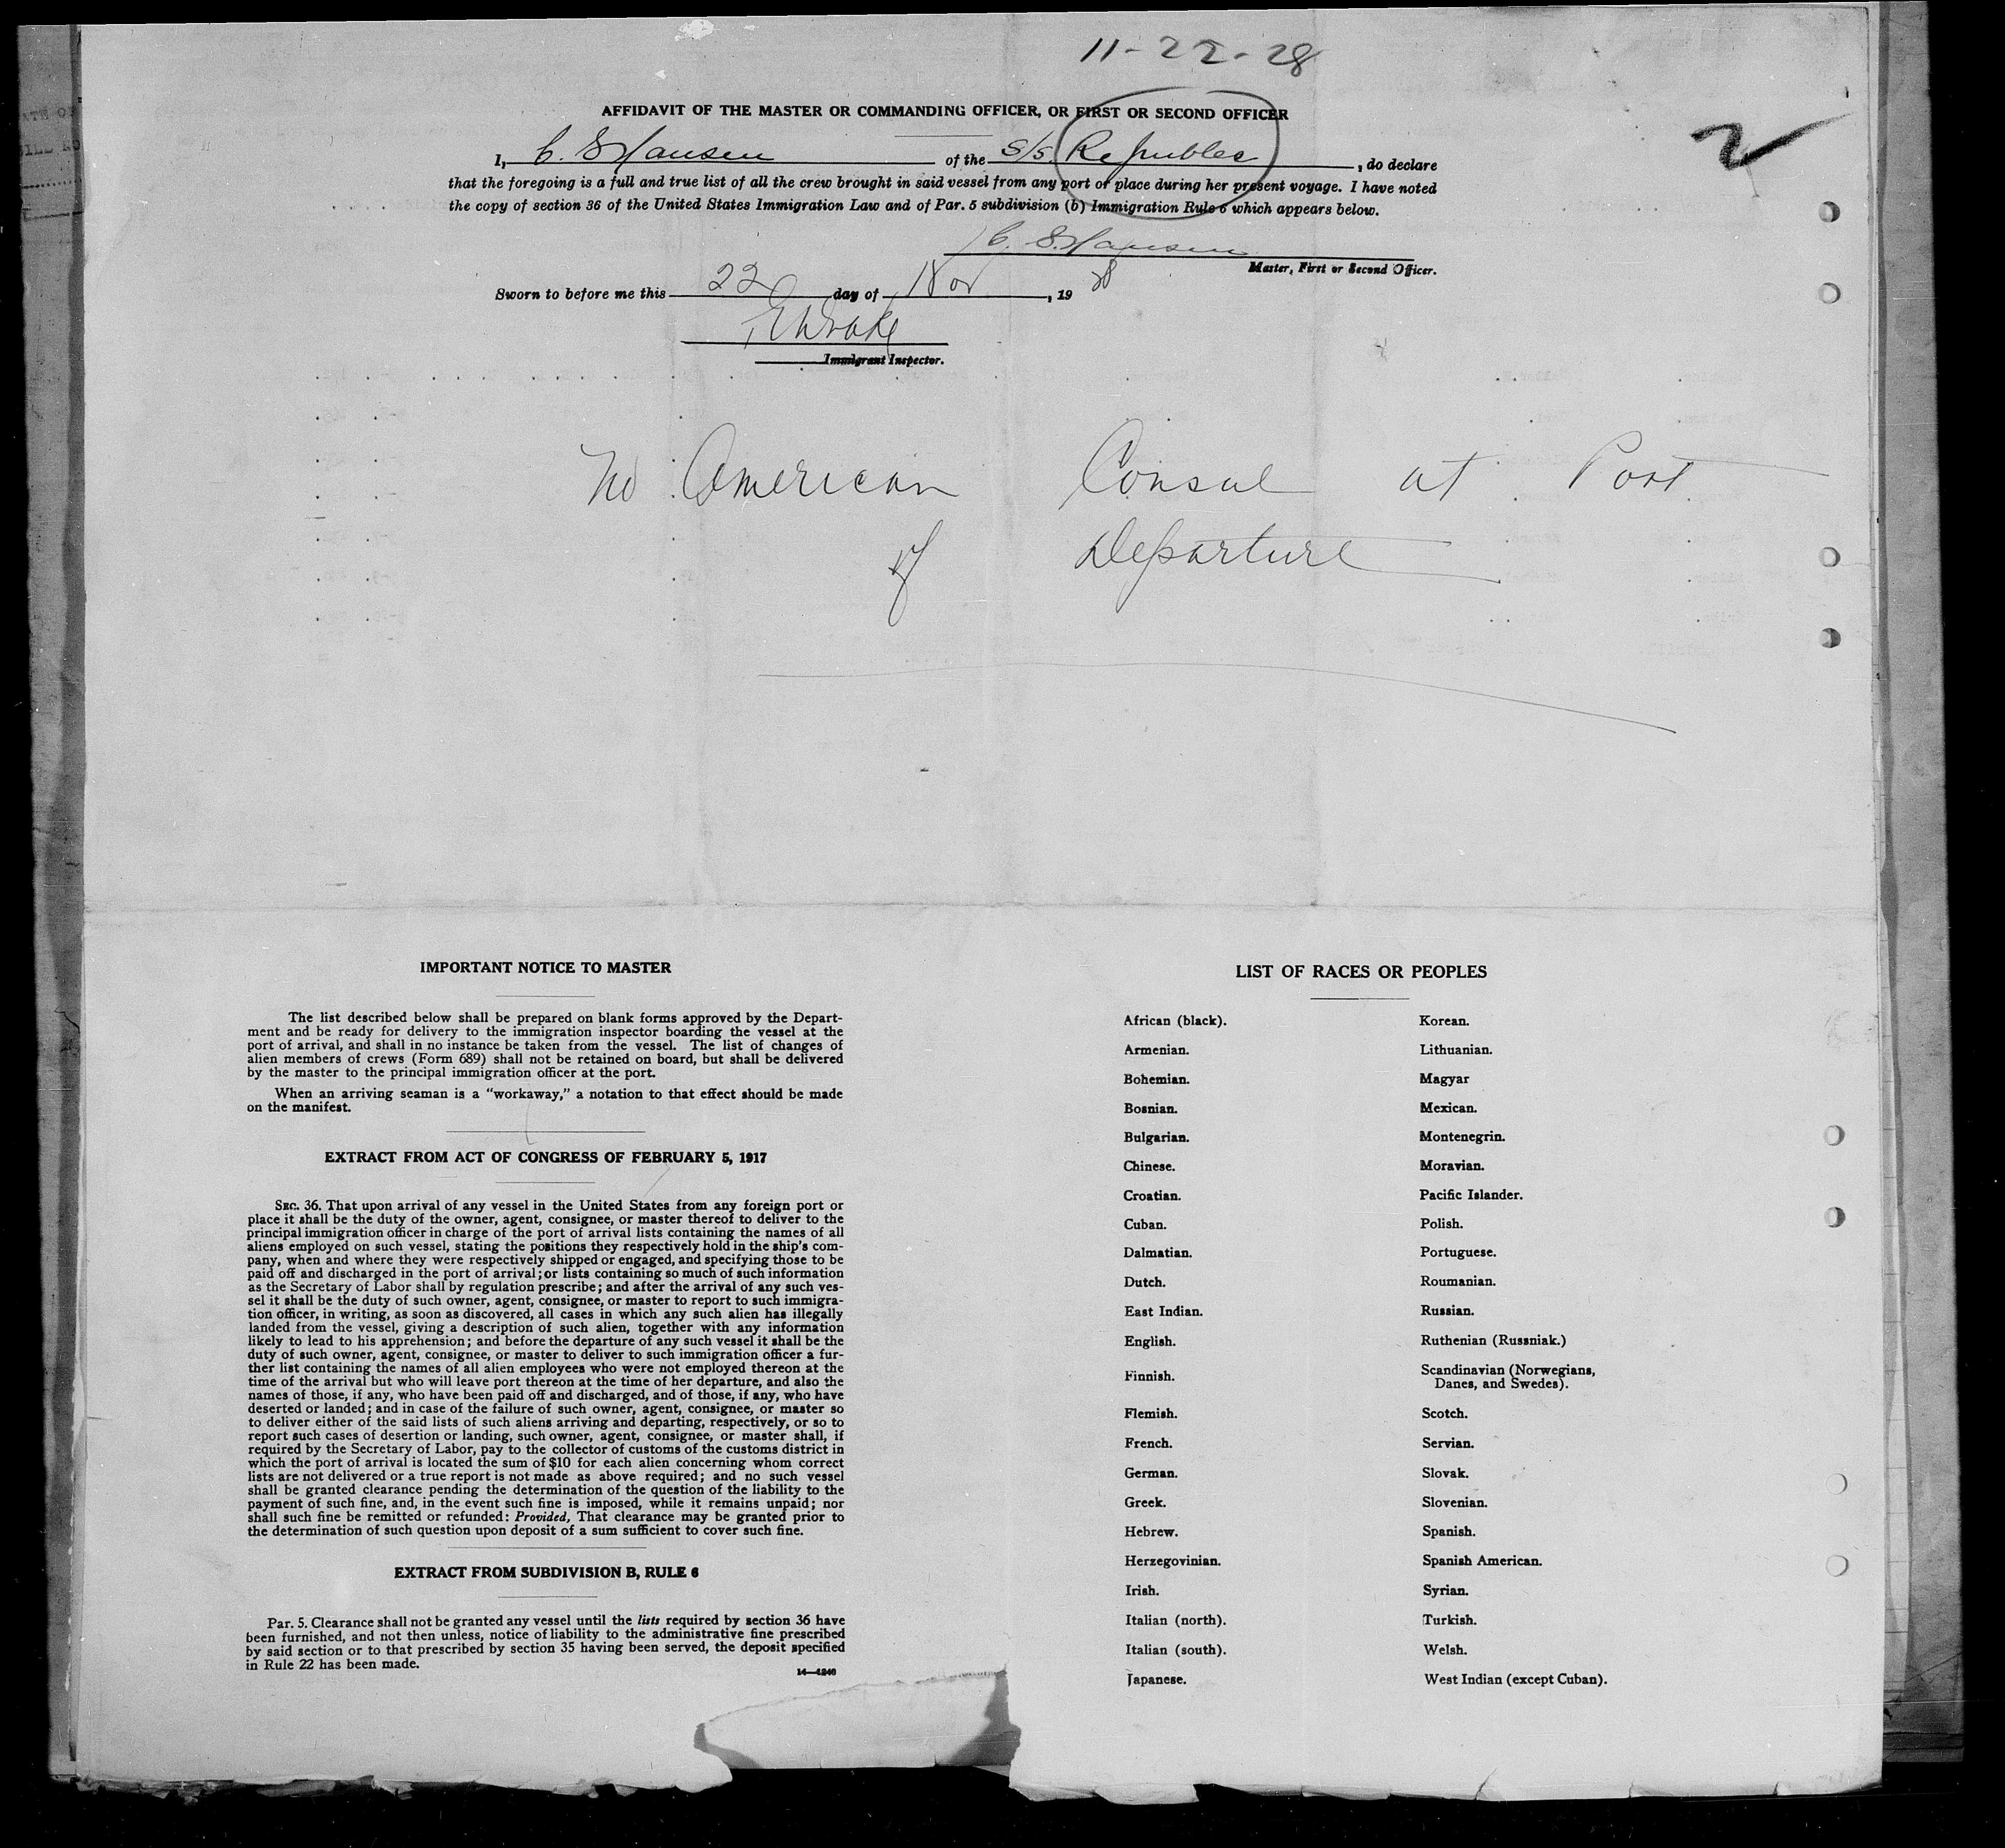 11-22-28
AFFIDAVIT OF THE MASTER OR COMMANDING OFFICER, OR FIRST OR SECOND OFFICER
2
I, C. S. Hansen of the S/S. Republic, do declare
that the foregoing is a full and true list of all the crew brought in said vessel from any port or place during her present voyage. I have noted
the copy of section 36 of the United States Immigration Law and of Par. 5 subdivision (b) Immigration Rule 6 which appears below.
C. S. Hansen
Master, First or Second Officer.
Sworn to before me this 22 day of Nov, 19 28
Immigrant Inspector.
No American Consul at Port
of Departure
IMPORTANT NOTICE TO MASTER
The list described below shall be prepared on blank forms approved by the Depart-
ment and be ready for delivery to the immigration inspector boarding the vessel at the
port of arrival, and shall in no instance be taken from the vessel. The list of changes of
alien members of crews (Form 689) shall not be retained on board, but shall be delivered
by the master to the principal immigration officer at the port.
When an arriving seaman is a "workaway," a notation to that effect should be made
on the manifest.
EXTRACT FROM ACT OF CONGRESS OF FEBRUARY 5, 1917
SEC. 36. That upon arrival of any vessel in the United States from any foreign port or
place it shall be the duty of the owner, agent, consignee, or master thereof to deliver to the
principal immigration officer in charge of the port of arrival lists containing the names of all
aliens employed on such vessel, stating the positions they respectively hold in the ship's com-
pany, when and where they were respectively shipped or engaged, and specifying those to be
paid off and discharged in the port of arrival; or lists containing so much of such information
as the Secretary of Labor shall by regulation prescribe; and after the arrival of any such ves-
sel it shall be the duty of such owner, agent, consignee, or master to report to such immigra-
tion officer, in writing, as soon as discovered, all cases in which any such alien has illegally
landed from the vessel, giving a description of such alien, together with any information
likely to lead to his apprehension; and before the departure of any such vessel it shall be the
duty of such owner, agent, consignee, or master to deliver to such immigration officer a fur-
ther list containing the names of all alien employees who were not employed thereon at the
time of the arrival but who will leave port thereon at the time of her departure, and also the
names of those, if any, who have been paid off and discharged, and of those, if any, who have
deserted or landed; and in case of the failure of such owner, agent, consignee, or master so
to deliver either of the said lists of such aliens arriving and departing, respectively, or so to
report such cases of desertion or landing, such owner, agent, consignee, or master shall, if
required by the Secretary of Labor, pay to the collector of customs of the customs district in
which the port of arrival is located the sum of $10 for each alien concerning whom correct
lists are not delivered or a true report is not made as above required; and no such vessel
shall be granted clearance pending the determination of the question of the liability to the
payment of such fine, and, in the event such fine is imposed, while it remains unpaid; nor
shall such fine be remitted or refunded: Provided, That clearance may be granted prior to
the determination of such question upon deposit of a sum sufficient to cover such fine.
EXTRACT FROM SUBDIVISION B, RULE 6
Par. 5. Clearance shall not be granted any vessel until the lists required by section 36 have
been furnished, and not then unless, notice of liability to the administrative fine prescribed
by said section or to that prescribed by section 35 having been served, the deposit specified
in Rule 22 has been made.
14—1240
LIST OF RACES OR PEOPLES
African (black).
Armenian.
Bohemian.
Bosnian.
Bulgarian.
Chinese.
Croatian.
Cuban.
Dalmatian.
Dutch.
East Indian.
English.
Finnish.
Flemish.
French.
German.
Greek.
Hebrew.
Herzegovinian.
Irish.
Italian (north).
Italian (south).
Japanese.
Korean.
Lithuanian.
Magyar
Mexican.
Montenegrin.
Moravian.
Pacific Islander.
Polish.
Portuguese.
Roumanian.
Russian.
Ruthenian (Russniak.)
Scandinavian (Norwegians,
Danes, and Swedes).
Scotch.
Servian.
Slovak.
Slovenian.
Spanish.
Spanish American.
Syrian.
Turkish.
Welsh.
West Indian (except Cuban).